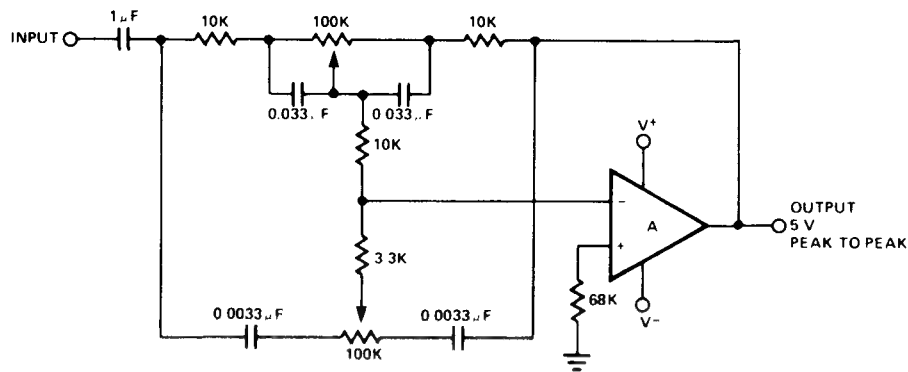 1μF
10K
100K
10K
INPUT
0.033μF
0 033μF
10K
V+
−
A
+
OUTPUT
5 V
PEAK TO PEAK
3 3K
68K
V−
0 0033μF
0 0033μF
100K